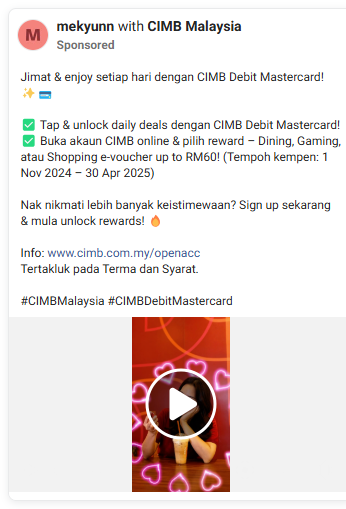 M
mekyunn with CIMB Malaysia
Sponsored
Jimat & enjoy setiap hari dengan CIMB Debit Mastercard!
✨ 💳
✅ Tap & unlock daily deals dengan CIMB Debit Mastercard!
✅ Buka akaun CIMB online & pilih reward – Dining, Gaming,
atau Shopping e-voucher up to RM60! (Tempoh kempen: 1
Nov 2024 – 30 Apr 2025)
Nak nikmati lebih banyak keistimewaan? Sign up sekarang
& mula unlock rewards! 🔥
Info: www.cimb.com.my/openacc
Tertakluk pada Terma dan Syarat.
#CIMBMalaysia #CIMBDebitMastercard